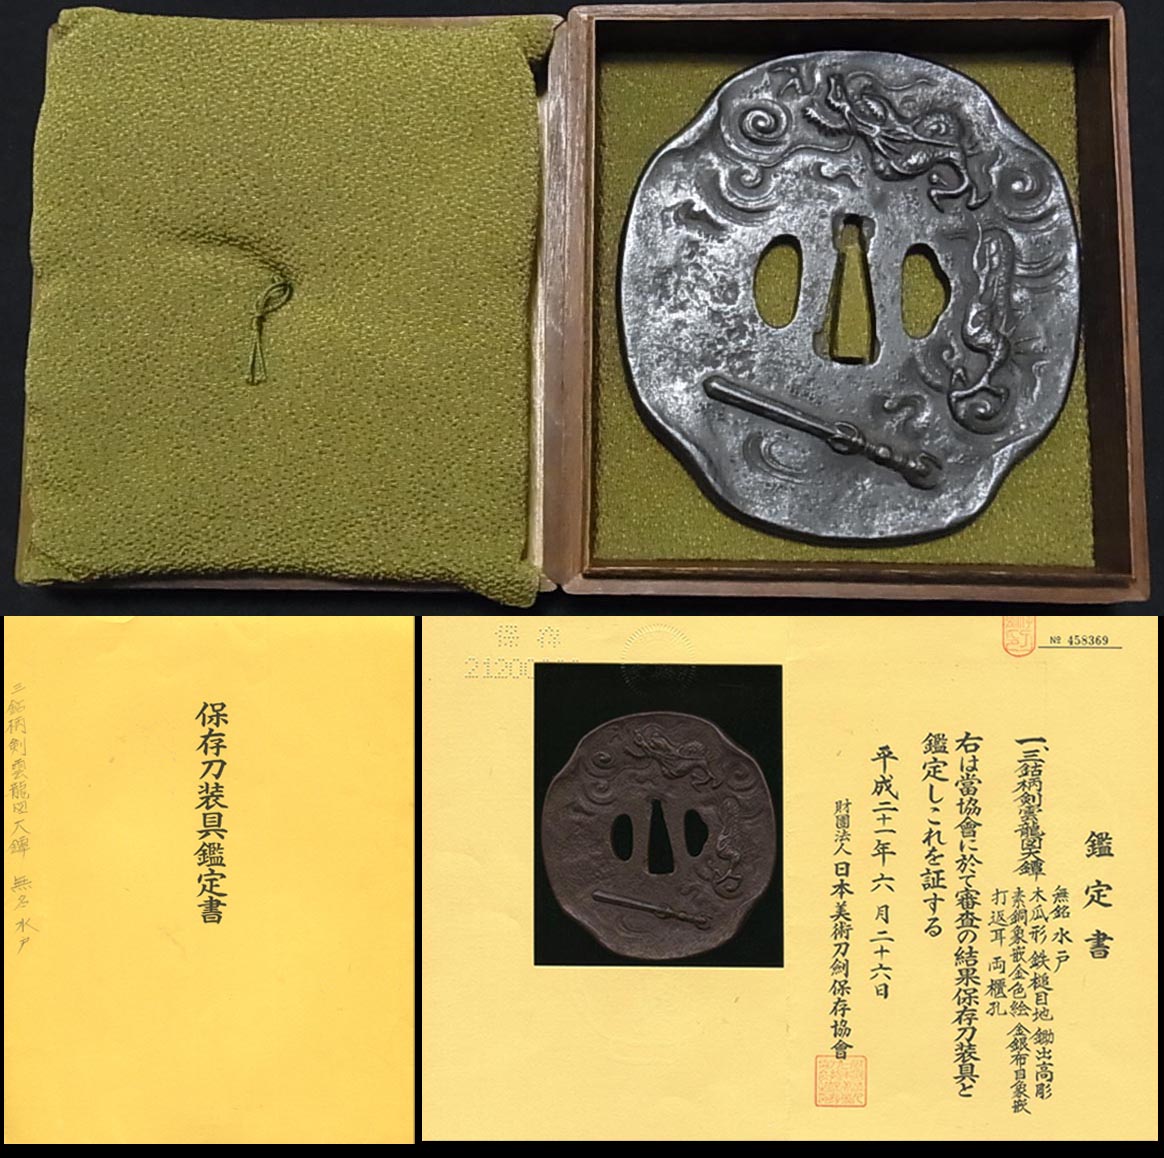 保存刀装具鑑定書
三鈷柄剣雲龍図大鐔 無名 水戸
保存
№ 458369
鑑定書
一、三鈷柄剣雲龍図大鐔
無銘 水戸
木瓜形 鉄槌目地 鋤出高彫
素銅象嵌金色絵 金銀布目象嵌
打返耳 両櫃孔
右は當協會に於て審査の結果保存刀装具と
鑑定しこれを証する
平成二十一年六月二十六日
財團法人 日本美術刀劍保存協會